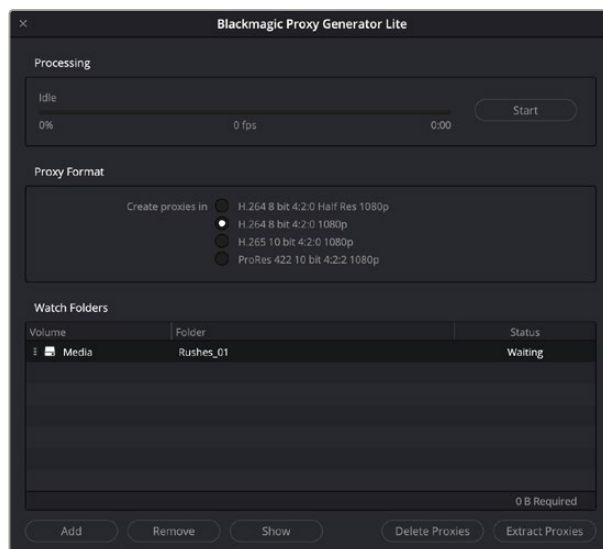 Blackmagic Proxy Generator Lite
Processing
Idle
Start
0% 0 fps 0:00
Proxy Format
Create proxies in H.264 8 bit 4:2:0 Half Res 1080p
H.264 8 bit 4:2:0 1080p
H.265 10 bit 4:2:0 1080p
ProRes 422 10 bit 4:2:2 1080p
Watch Folders
Volume Folder Status
Media Rushes_01 Waiting
0 B Required
Add Remove Show Delete Proxies Extract Proxies